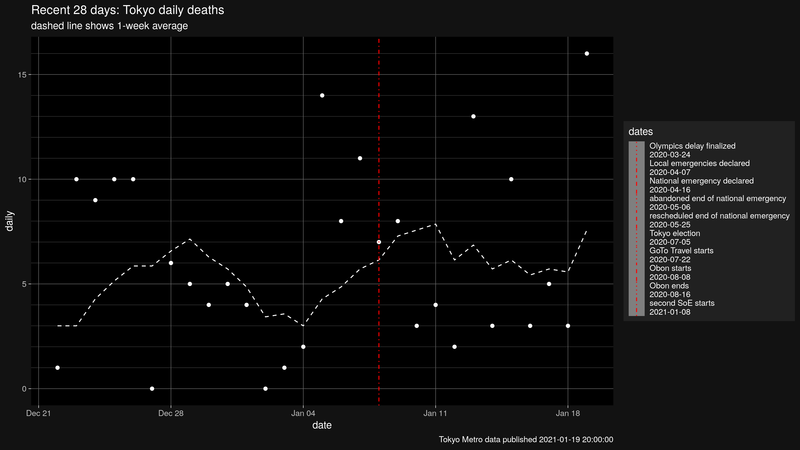 Recent 28 days: Tokyo daily deaths
dashed line shows 1-week average
15
10
5
0
daily
Dec 21
Dec 28
Jan 04
Jan 11
Jan 18
date
Tokyo Metro data published 2021-01-19 20:00:00
dates
Olympics delay finalized
2020-03-24
Local emergencies declared
2020-04-07
National emergency declared
2020-04-16
abandoned end of national emergency
2020-05-06
rescheduled end of national emergency
2020-05-25
Tokyo election
2020-07-05
GoTo Travel starts
2020-07-22
Obon starts
2020-08-08
Obon ends
2020-08-16
second SoE starts
2021-01-08